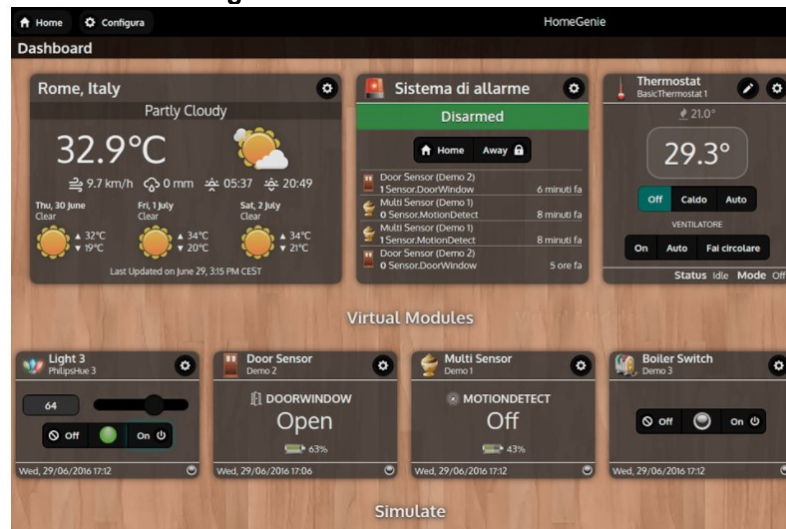 Home Configura HomeGenie
Dashboard
Rome, Italy
Partly Cloudy
32.9°C
9.7 km/h 0 mm 05:37 20:49
Thu, 30 June Fri, 1 July Sat, 2 July
Clear Clear Clear
▲ 32°C ▲ 34°C ▲ 34°C
▼ 19°C ▼ 20°C ▼ 21°C
Last Updated on June 29, 3:15 PM CEST
Sistema di allarme
Disarmed
Home Away
Door Sensor (Demo 2)
1 Sensor.DoorWindow 6 minuti fa
Multi Sensor (Demo 1)
0 Sensor.MotionDetect 8 minuti fa
Multi Sensor (Demo 1)
1 Sensor.MotionDetect 8 minuti fa
Door Sensor (Demo 2)
0 Sensor.DoorWindow 5 ore fa
Thermostat
BasicThermostat 1
21.0°
29.3°
Off Caldo Auto
VENTILATORE
On Auto Fai circolare
Status Idle Mode Off
Virtual Modules
Light 3
PhilipsHue 3
64
Off On
Wed, 29/06/2016 17:12
Door Sensor
Demo 2
DOORWINDOW
Open
63%
Wed, 29/06/2016 17:06
Multi Sensor
Demo 1
MOTIONDETECT
Off
43%
Wed, 29/06/2016 17:12
Boiler Switch
Demo 3
Off On
Wed, 29/06/2016 17:12
Simulate